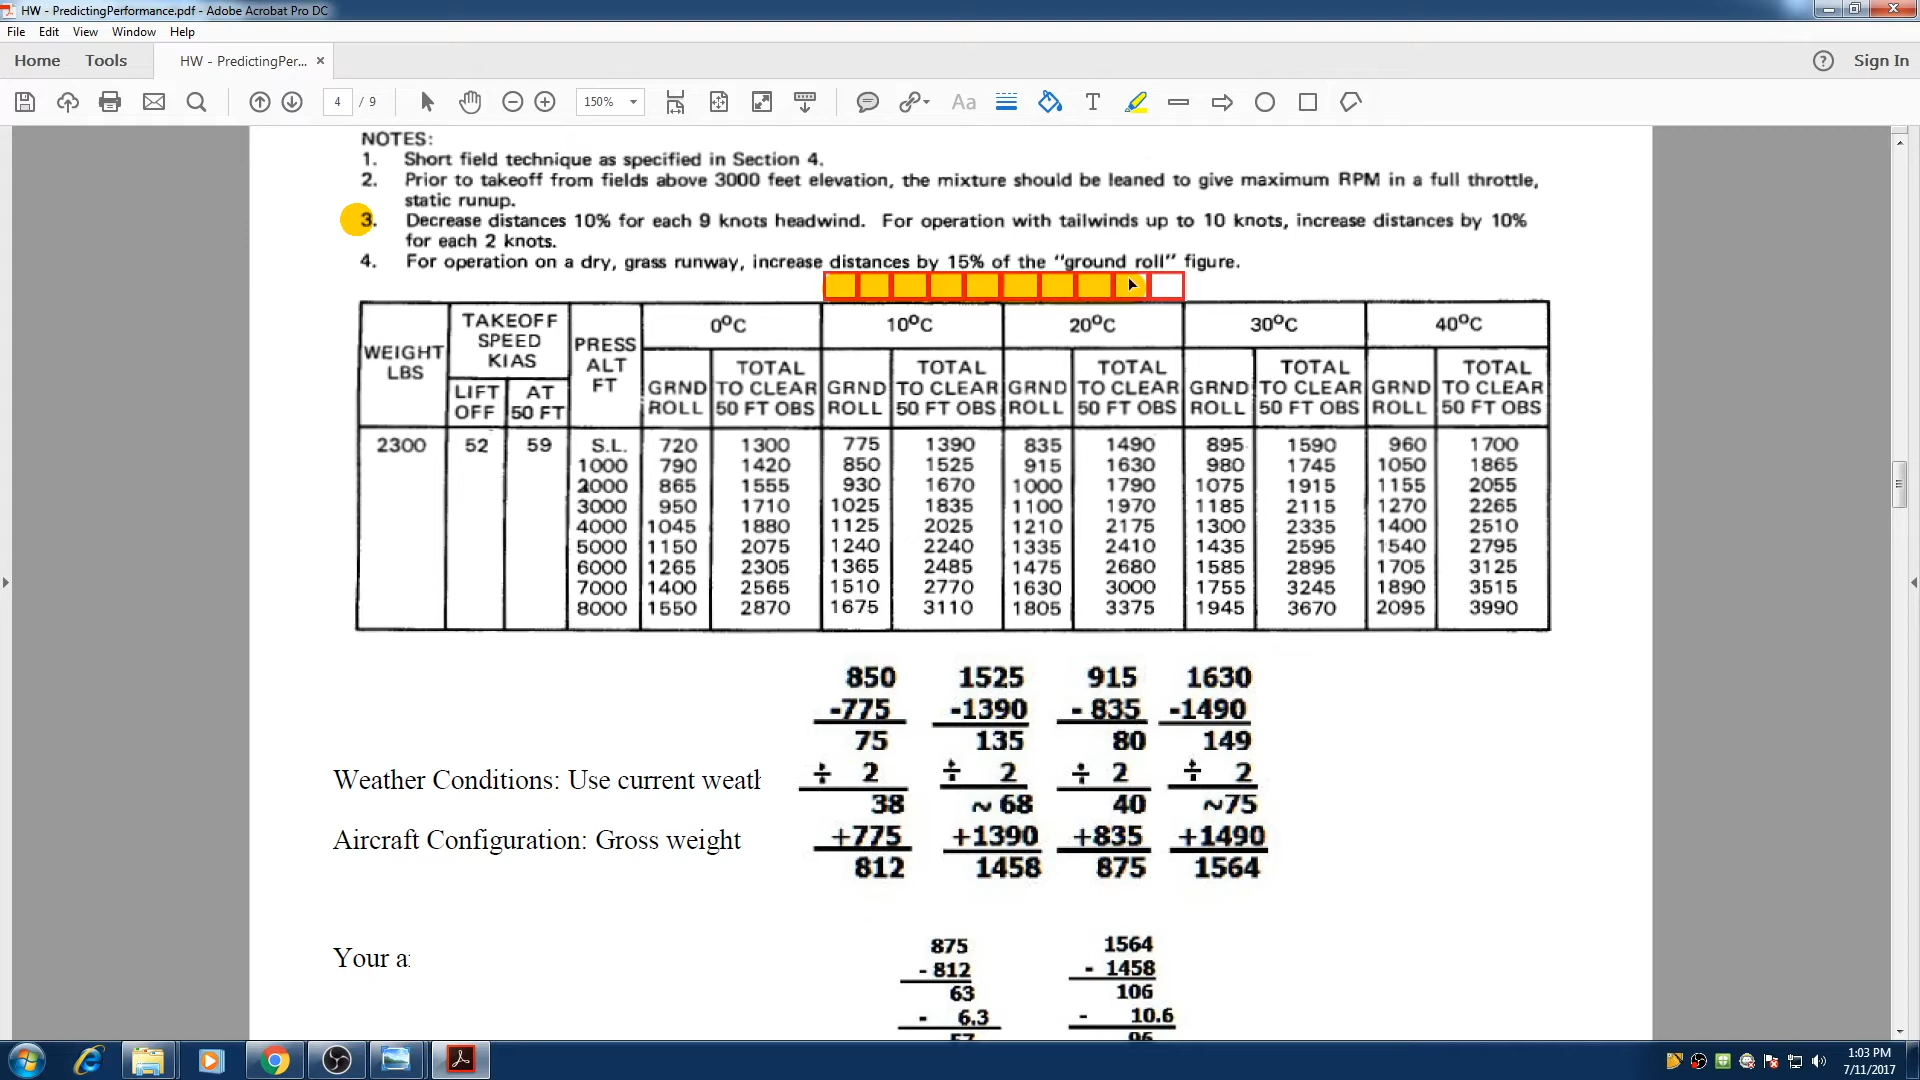 HW - PredictingPerformance.pdf - Adobe Acrobat Pro DC
File Edit View Window Help
Home Tools HW - PredictingPer... × ? Sign In
4 / 9 150% Aa T
NOTES:
1. Short field technique as specified in Section 4.
2. Prior to takeoff from fields above 3000 feet elevation, the mixture should be leaned to give maximum RPM in a full throttle,
static runup.
3. Decrease distances 10% for each 9 knots headwind. For operation with tailwinds up to 10 knots, increase distances by 10%
for each 2 knots.
4. For operation on a dry, grass runway, increase distances by 15% of the "ground roll" figure.
WEIGHT LBS TAKEOFF SPEED KIAS PRESS ALT FT 0°C 10°C 20°C 30°C 40°C
LIFT OFF AT 50 FT GRND ROLL TOTAL TO CLEAR 50 FT OBS GRND ROLL TOTAL TO CLEAR 50 FT OBS GRND ROLL TOTAL TO CLEAR 50 FT OBS GRND ROLL TOTAL TO CLEAR 50 FT OBS GRND ROLL TOTAL TO CLEAR 50 FT OBS
2300 52 59 S.L. 720 1300 775 1390 835 1490 895 1590 960 1700
1000 790 1420 850 1525 915 1630 980 1745 1050 1865
2000 865 1555 930 1670 1000 1790 1075 1915 1155 2055
3000 950 1710 1025 1835 1100 1970 1185 2115 1270 2265
4000 1045 1880 1125 2025 1210 2175 1300 2335 1400 2510
5000 1150 2075 1240 2240 1335 2410 1435 2595 1540 2795
6000 1265 2305 1365 2485 1475 2680 1585 2895 1705 3125
7000 1400 2565 1510 2770 1630 3000 1755 3245 1890 3515
8000 1550 2870 1675 3110 1805 3375 1945 3670 2095 3990
850 1525 915 1630
-775 -1390 - 835 -1490
75 135 80 149
÷ 2 ÷ 2 ÷ 2 ÷ 2
38 ~ 68 40 ~75
+775 +1390 +835 +1490
812 1458 875 1564
Weather Conditions: Use current weath
Aircraft Configuration: Gross weight
Your a
875 1564
- 812 - 1458
63 106
- 6.3 - 10.6
57 96
1:03 PM
7/11/2017